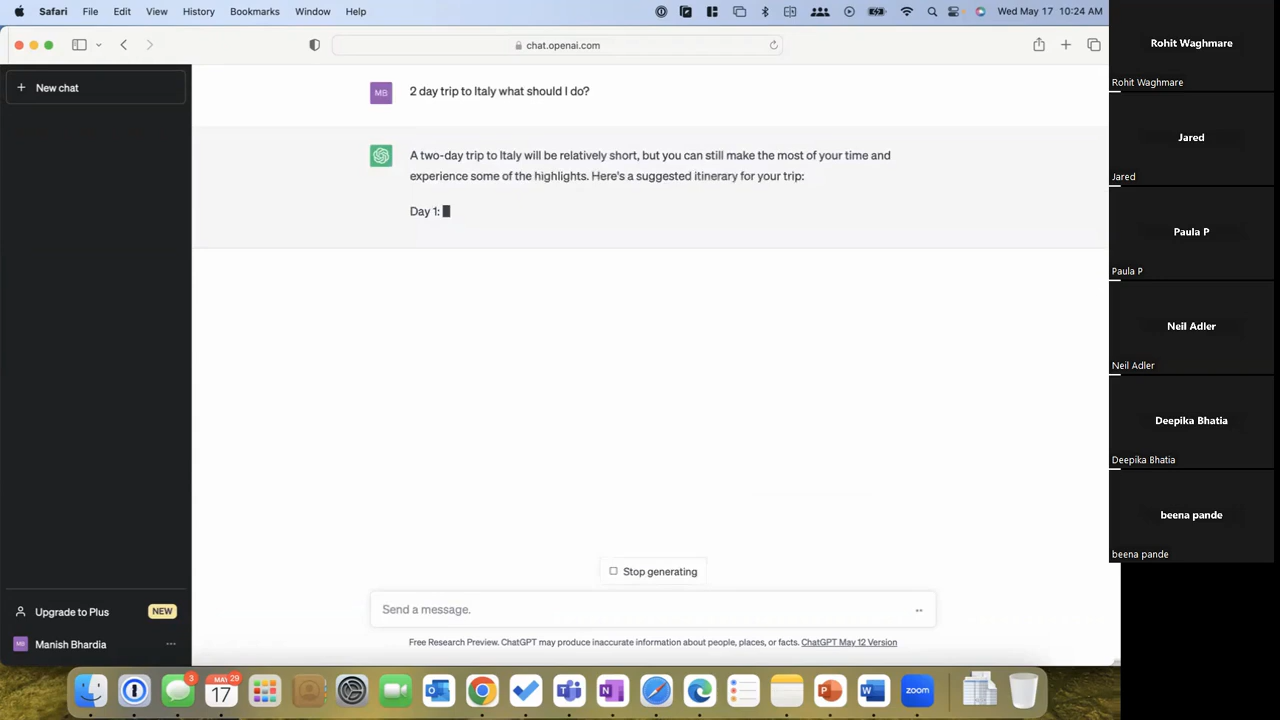 Safari File Edit View History Bookmarks Window Help Wed May 17 10:24 AM
chat.openai.com
New chat
MB 2 day trip to Italy what should I do?
A two-day trip to Italy will be relatively short, but you can still make the most of your time and
experience some of the highlights. Here's a suggested itinerary for your trip:
Day 1:
Stop generating
Send a message.
Free Research Preview. ChatGPT may produce inaccurate information about people, places, or facts. ChatGPT May 12 Version
Upgrade to Plus NEW
MB Manish Bhardia
3
MAY 29
17
zoom
Rohit Waghmare
Rohit Waghmare
Jared
Jared
Paula P
Paula P
Neil Adler
Neil Adler
Deepika Bhatia
Deepika Bhatia
beena pande
beena pande